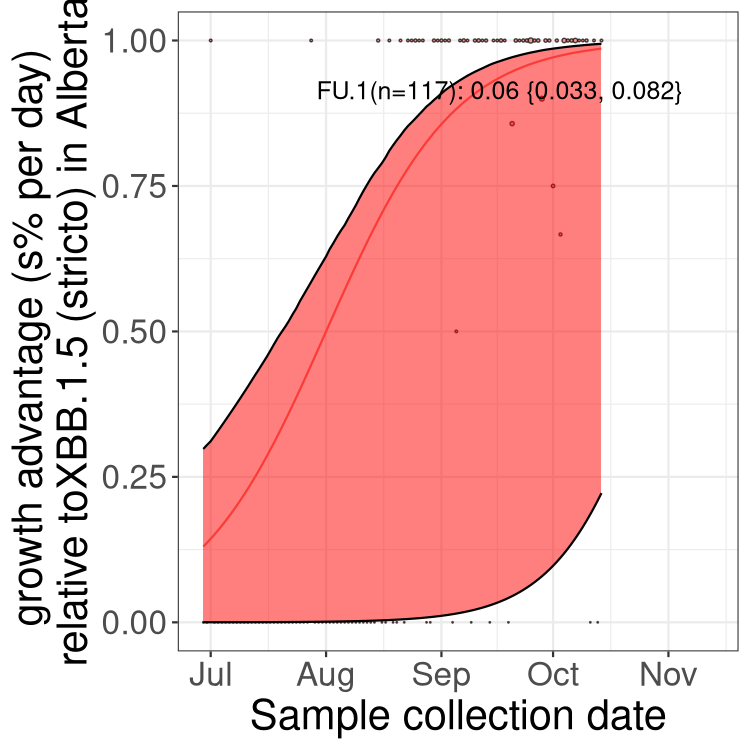 growth advantage (s% per day)
relative toXBB.1.5 (stricto) in Alberta
1.00
0.75
0.50
0.25
0.00
FU.1(n=117): 0.06 {0.033, 0.082}
Jul Aug Sep Oct Nov
Sample collection date